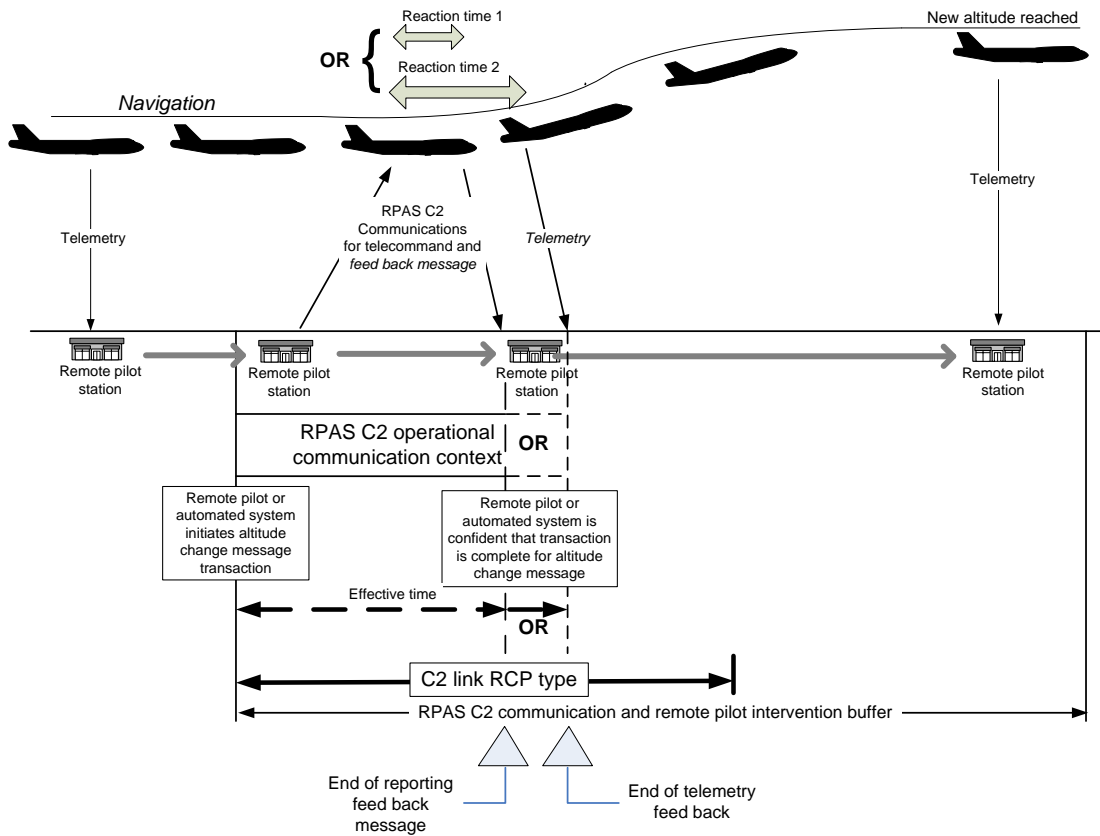 Reaction time 1
New altitude reached
OR
Reaction time 2
Navigation
Telemetry
RPAS C2
Communications
for telecommand and
feed back message
Telemetry
Telemetry
Remote pilot
station
Remote pilot
station
Remote pilot
station
Remote pilot
station
RPAS C2 operational
communication context
OR
Remote pilot or
automated system
initiates altitude
change message
transaction
Remote pilot or
automated system is
confident that transaction
is complete for altitude
change message
Effective time
OR
C2 link RCP type
RPAS C2 communication and remote pilot intervention buffer
End of reporting
feed back
message
End of telemetry
feed back